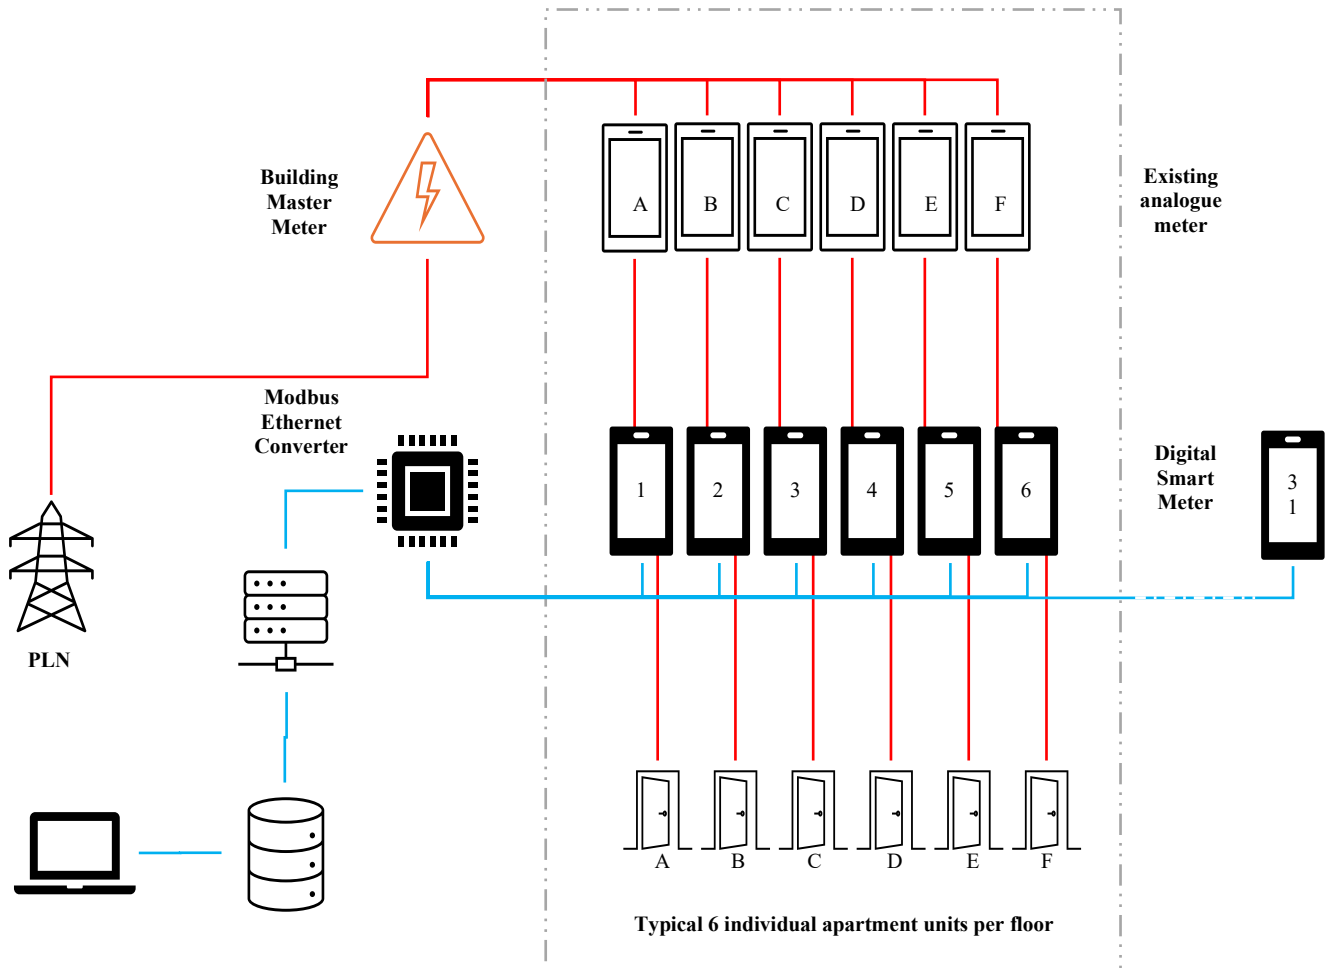 Building
Master
Meter
A
B
C
D
E
F
Existing
analogue
meter
Modbus
Ethernet
Converter
1
2
3
4
5
6
Digital
Smart
Meter
3
1
PLN
A
B
C
D
E
F
Typical 6 individual apartment units per floor